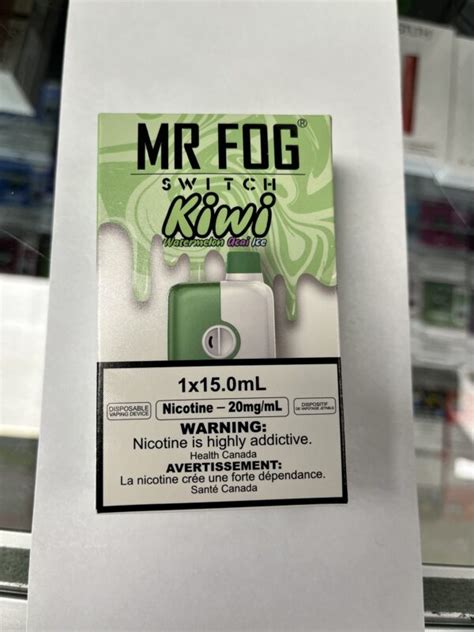 MR FOG®
SWITCH
Kiwi
Watermelon Acai Ice
1x15.0mL
DISPOSABLE
VAPING DEVICE
Nicotine – 20mg/mL
DISPOSITIF
DE VAPOTAGE JETABLE
WARNING:
Nicotine is highly addictive.
Health Canada
AVERTISSEMENT:
La nicotine crée une forte dépendance.
Santé Canada